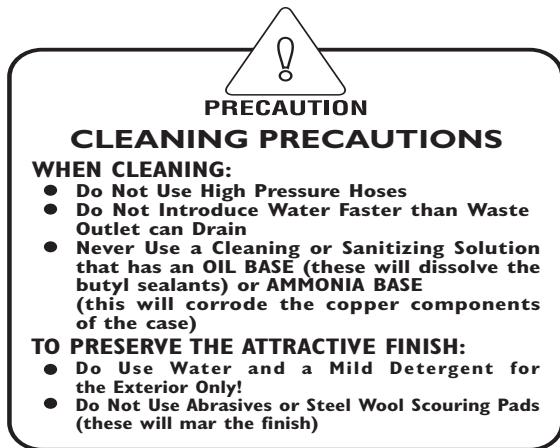 !
PRECAUTION
CLEANING PRECAUTIONS
WHEN CLEANING:
● Do Not Use High Pressure Hoses
● Do Not Introduce Water Faster than Waste
Outlet can Drain
● Never Use a Cleaning or Sanitizing Solution
that has an OIL BASE (these will dissolve the
butyl sealants) or AMMONIA BASE
(this will corrode the copper components
of the case)
TO PRESERVE THE ATTRACTIVE FINISH:
● Do Use Water and a Mild Detergent for
the Exterior Only!
● Do Not Use Abrasives or Steel Wool Scouring Pads
(these will mar the finish)